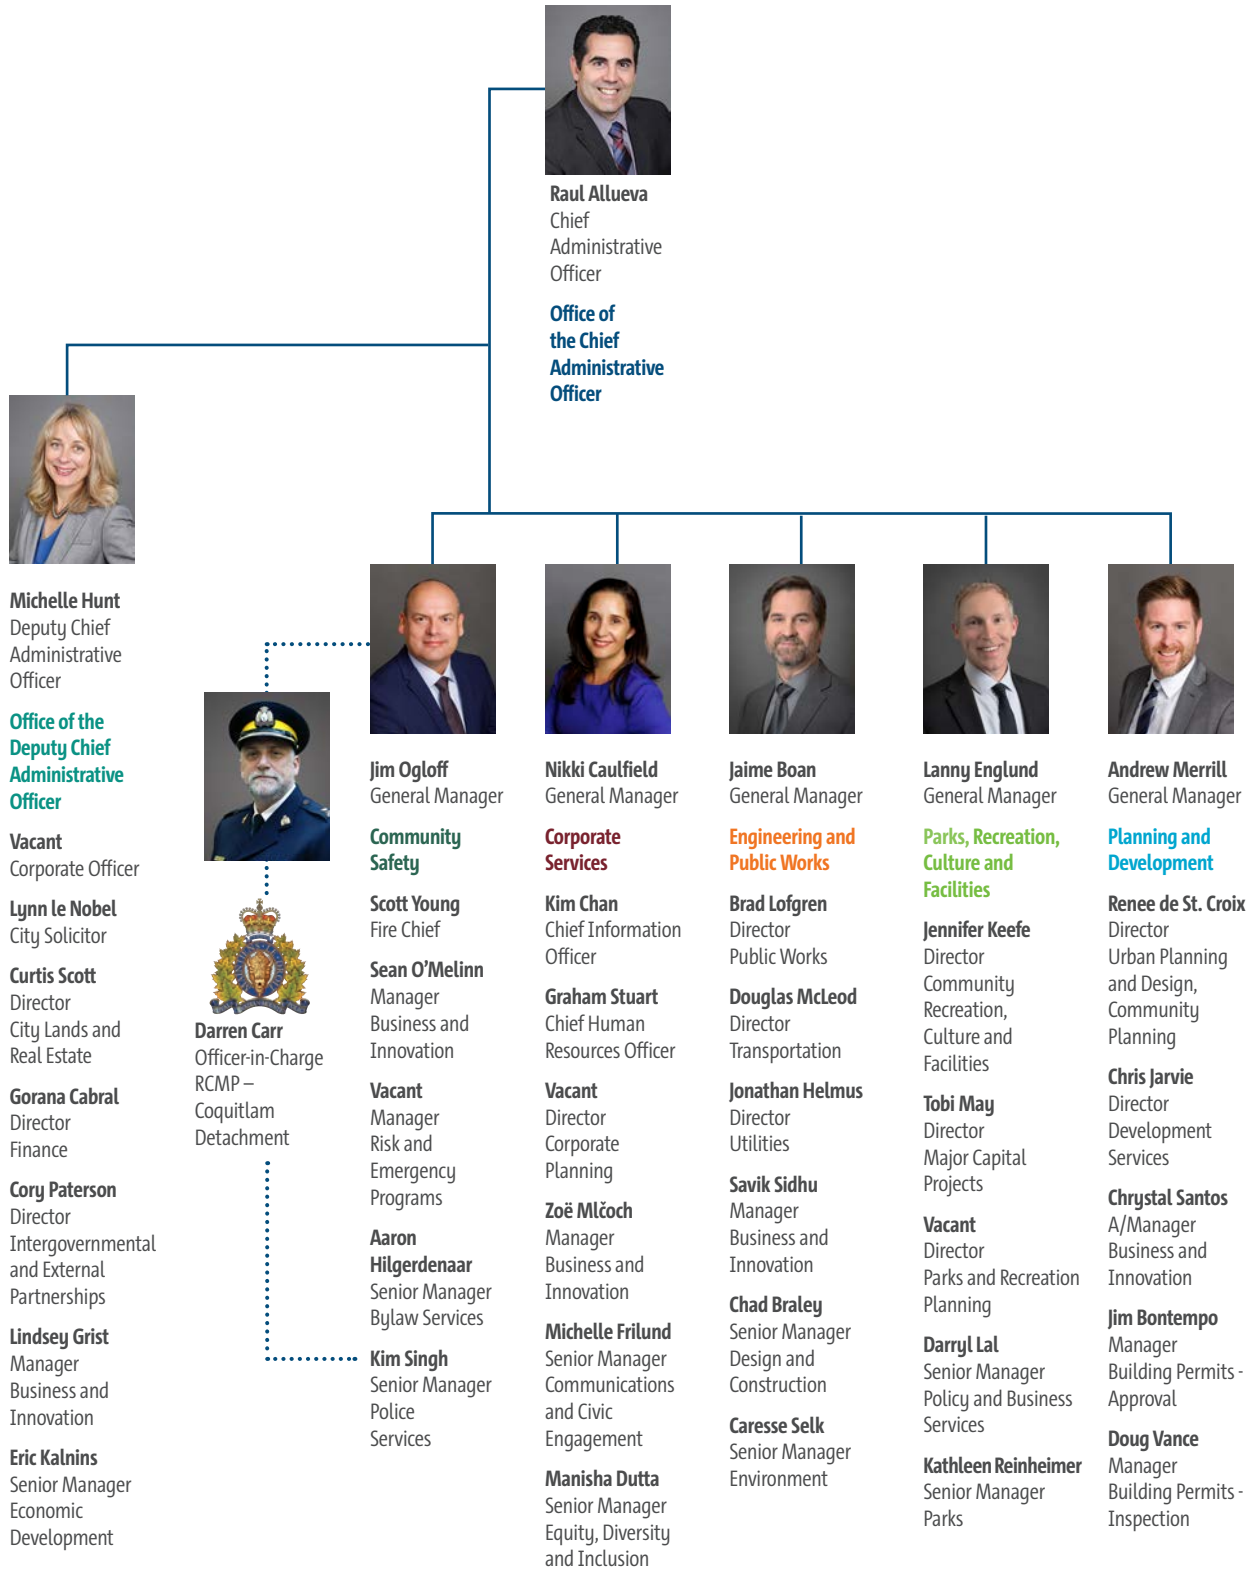 Raul Allueva
Chief
Administrative
Officer
Office of
the Chief
Administrative
Officer
Michelle Hunt
Deputy Chief
Administrative
Officer
Office of the
Deputy Chief
Administrative
Officer
Vacant
Corporate Officer
Lynn le Nobel
City Solicitor
Curtis Scott
Director
City Lands and
Real Estate
Gorana Cabral
Director
Finance
Cory Paterson
Director
Intergovernmental
and External
Partnerships
Lindsey Grist
Manager
Business and
Innovation
Eric Kalnins
Senior Manager
Economic
Development
Darren Carr
Officer-in-Charge
RCMP –
Coquitlam
Detachment
Jim Ogloff
General Manager
Community
Safety
Scott Young
Fire Chief
Sean O’Melinn
Manager
Business and
Innovation
Vacant
Manager
Risk and
Emergency
Programs
Aaron
Hilgerdenaar
Senior Manager
Bylaw Services
Kim Singh
Senior Manager
Police
Services
Nikki Caulfield
General Manager
Corporate
Services
Kim Chan
Chief Information
Officer
Graham Stuart
Chief Human
Resources Officer
Vacant
Director
Corporate
Planning
Zoë Mlčoch
Manager
Business and
Innovation
Michelle Frilund
Senior Manager
Communications
and Civic
Engagement
Manisha Dutta
Senior Manager
Equity, Diversity
and Inclusion
Jaime Boan
General Manager
Engineering and
Public Works
Brad Lofgren
Director
Public Works
Douglas McLeod
Director
Transportation
Jonathan Helmus
Director
Utilities
Savik Sidhu
Manager
Business and
Innovation
Chad Braley
Senior Manager
Design and
Construction
Caresse Selk
Senior Manager
Environment
Lanny Englund
General Manager
Parks, Recreation,
Culture and
Facilities
Jennifer Keefe
Director
Community
Recreation,
Culture and
Facilities
Tobi May
Director
Major Capital
Projects
Vacant
Director
Parks and Recreation
Planning
Darryl Lal
Senior Manager
Policy and Business
Services
Kathleen Reinheimer
Senior Manager
Parks
Andrew Merrill
General Manager
Planning and
Development
Renee de St. Croix
Director
Urban Planning
and Design,
Community
Planning
Chris Jarvie
Director
Development
Services
Chrystal Santos
A/Manager
Business and
Innovation
Jim Bontempo
Manager
Building Permits -
Approval
Doug Vance
Manager
Building Permits -
Inspection